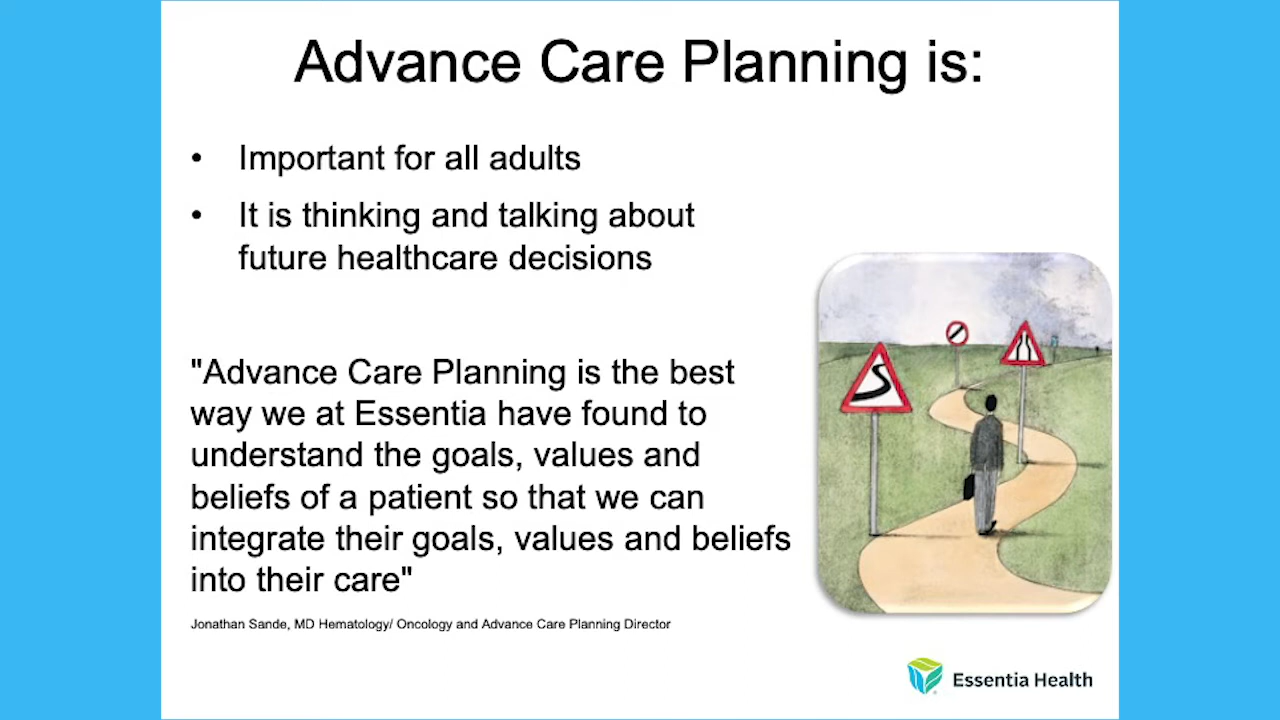 Advance Care Planning is:
• Important for all adults
• It is thinking and talking about
future healthcare decisions
"Advance Care Planning is the best
way we at Essentia have found to
understand the goals, values and
beliefs of a patient so that we can
integrate their goals, values and beliefs
into their care"
Jonathan Sande, MD Hematology/ Oncology and Advance Care Planning Director
Essentia Health